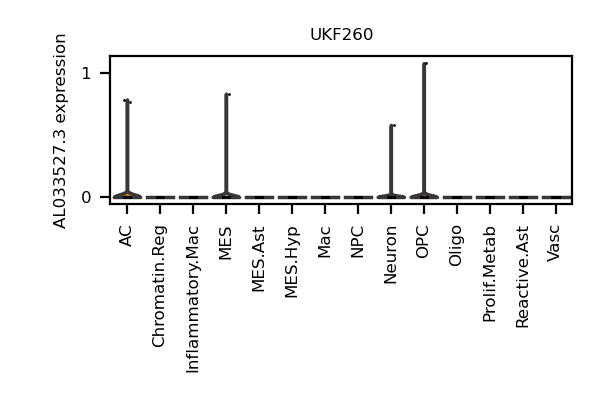 UKF260
AL033527.3 expression
1
0
AC
Chromatin.Reg
Inflammatory.Mac
MES
MES.Ast
MES.Hyp
Mac
NPC
Neuron
OPC
Oligo
Prolif.Metab
Reactive.Ast
Vasc